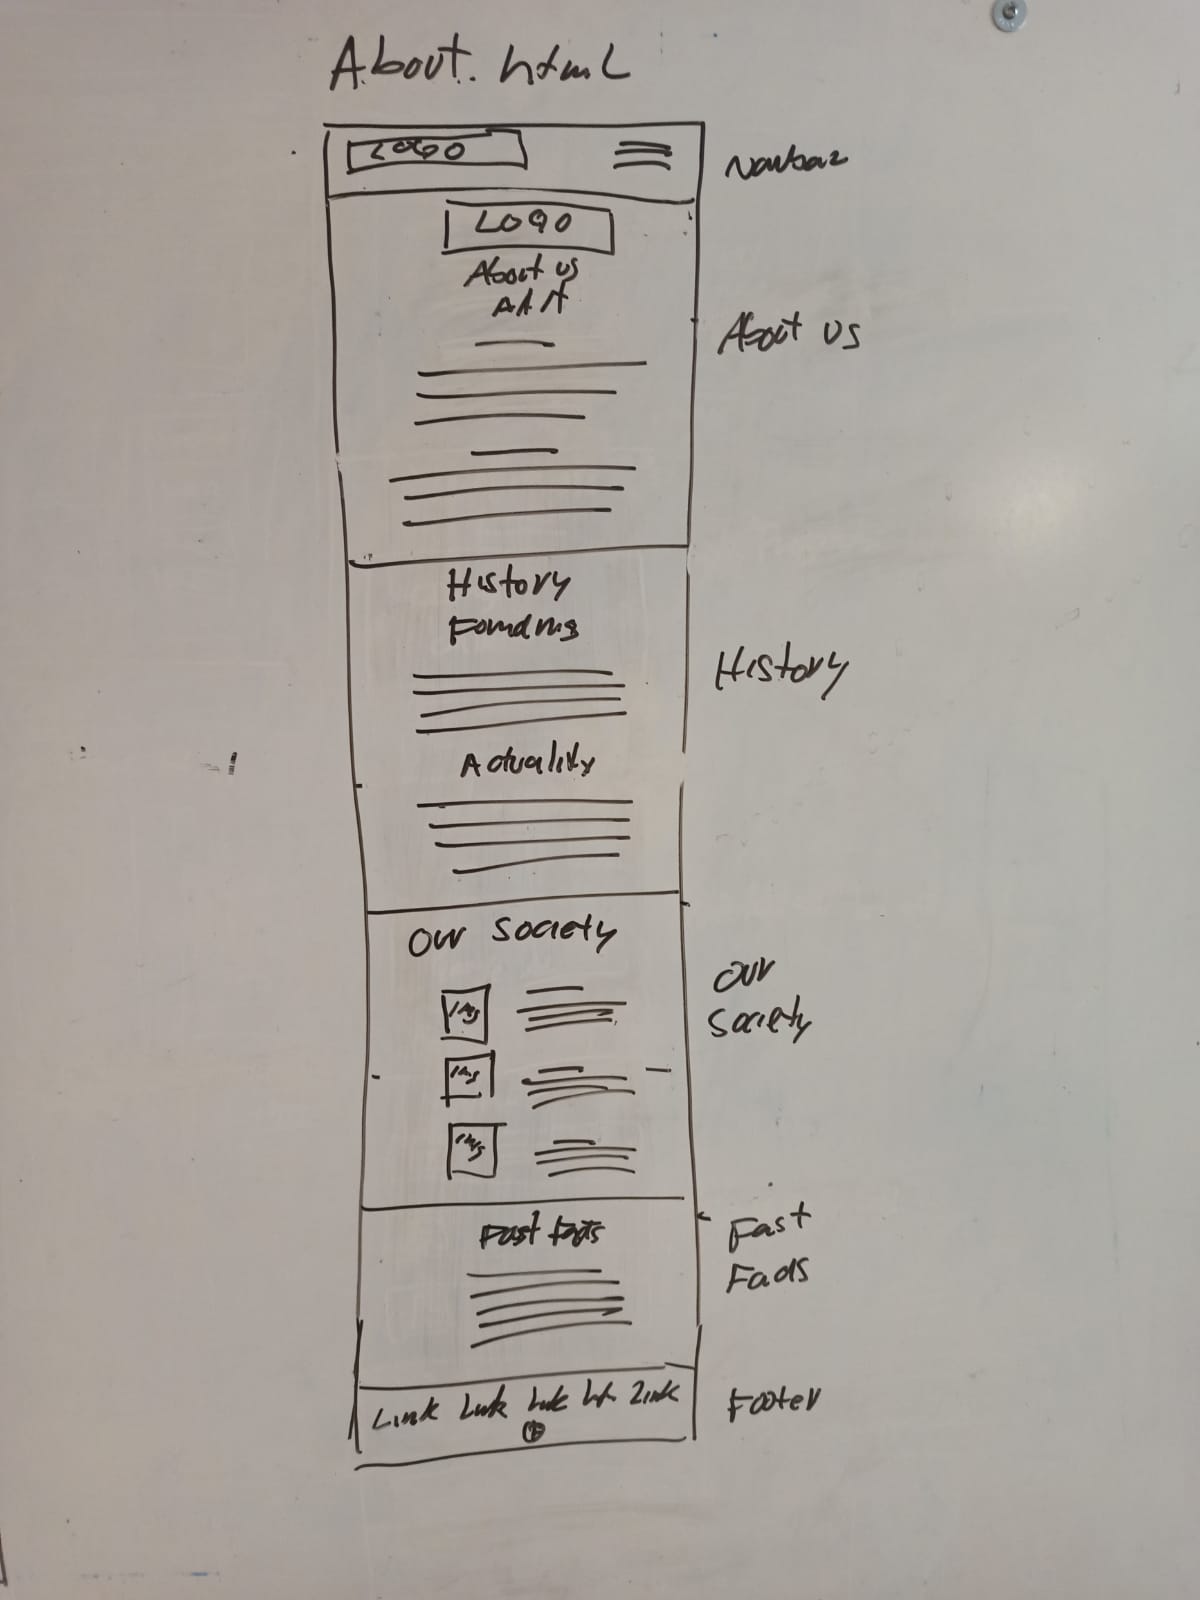 About.html
LOGO
Navbar
LOGO
About us
About us
History
Founding
History
Actuality
Our Society
Our
Society
Img
Img
Img
Fast facts
Fast
Facts
Link Link Link Link Link
Footer